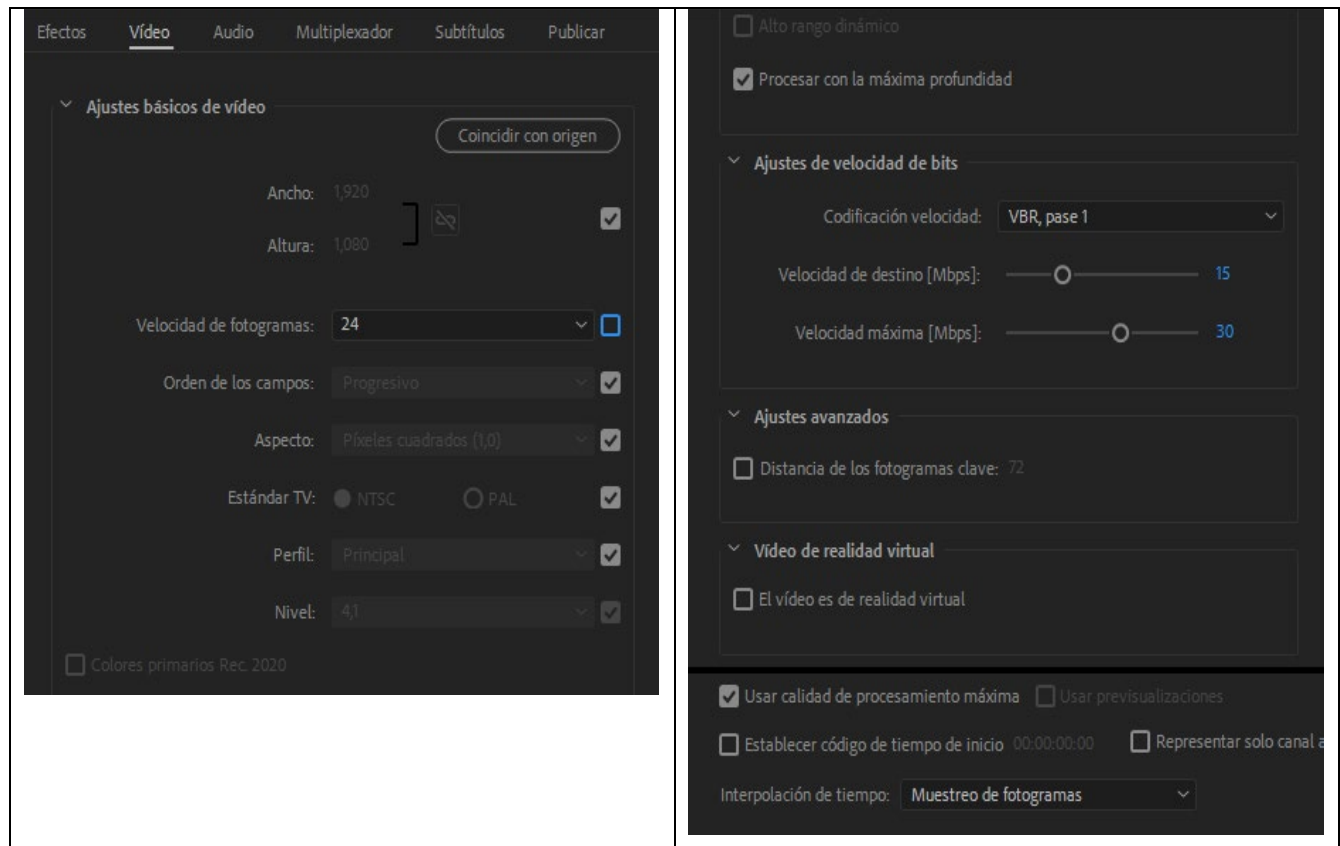 Efectos Vídeo Audio Multiplexador Subtítulos Publicar
Ajustes básicos de vídeo
Coincidir con origen
Ancho: 1,920
Altura: 1,080
Velocidad de fotogramas: 24
Orden de los campos: Progresivo
Aspecto: Píxeles cuadrados (1,0)
Estándar TV: NTSC PAL
Perfil: Principal
Nivel: 4,1
Colores primarios Rec. 2020
Alto rango dinámico
Procesar con la máxima profundidad
Ajustes de velocidad de bits
Codificación velocidad: VBR, pase 1
Velocidad de destino [Mbps]: 15
Velocidad máxima [Mbps]: 30
Ajustes avanzados
Distancia de los fotogramas clave: 72
Vídeo de realidad virtual
El vídeo es de realidad virtual
Usar calidad de procesamiento máxima Usar previsualizaciones
Establecer código de tiempo de inicio 00:00:00:00 Representar solo canal a
Interpolación de tiempo: Muestreo de fotogramas